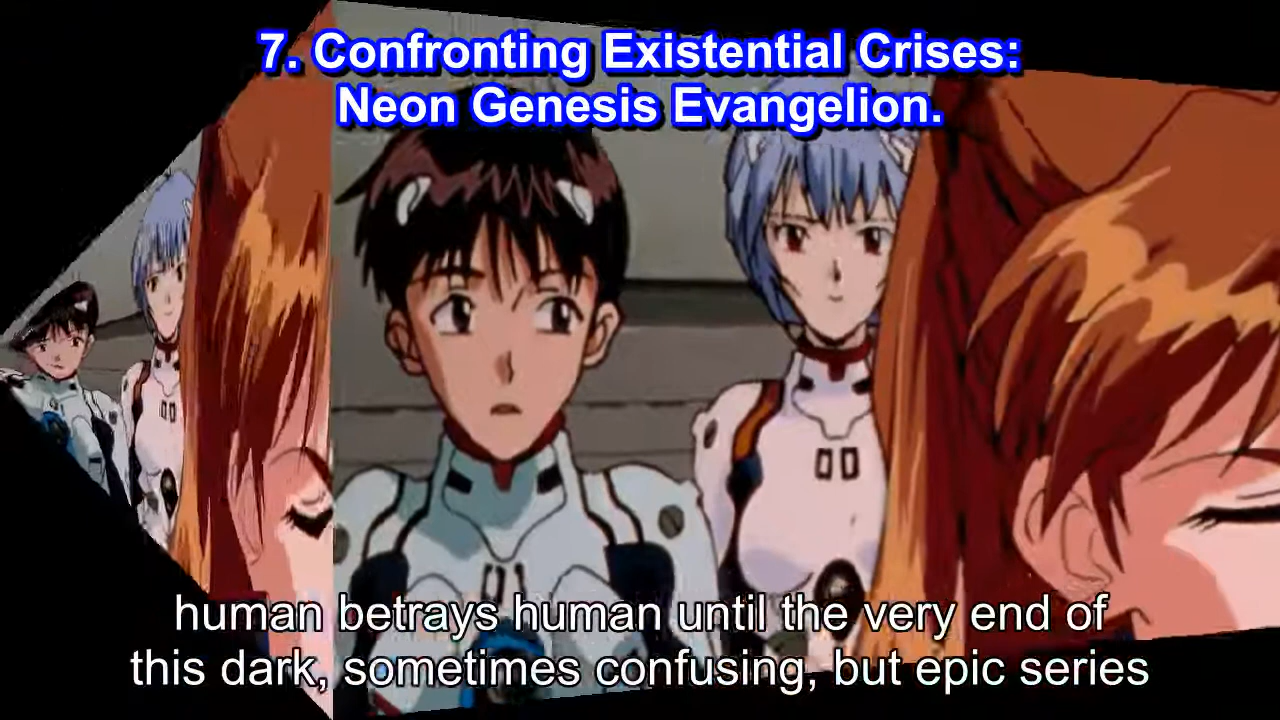 7. Confronting Existential Crises:
Neon Genesis Evangelion.
00
human betrays human until the very end of
this dark, sometimes confusing, but epic series